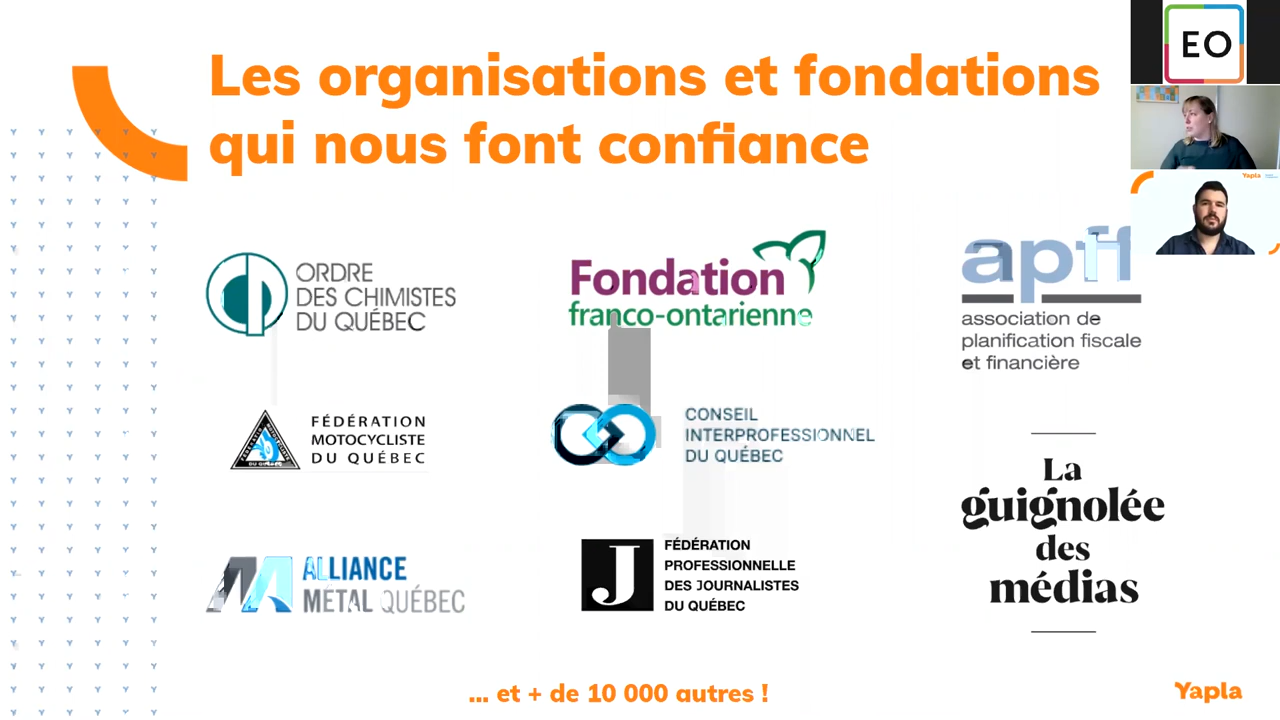 Les organisations et fondations
qui nous font confiance
EO
Yapla
ORDRE
DES CHIMISTES
DU QUÉBEC
Fondation
franco-ontarienne
apff
association de
planification fiscale
et financière
FÉDÉRATION
MOTOCYCLISTE
DU QUÉBEC
CONSEIL
INTERPROFESSIONNEL
DU QUÉBEC
La
guignolée
des
médias
ALLIANCE
MÉTAL QUÉBEC
J
FÉDÉRATION
PROFESSIONNELLE
DES JOURNALISTES
DU QUÉBEC
... et + de 10 000 autres !
Yapla